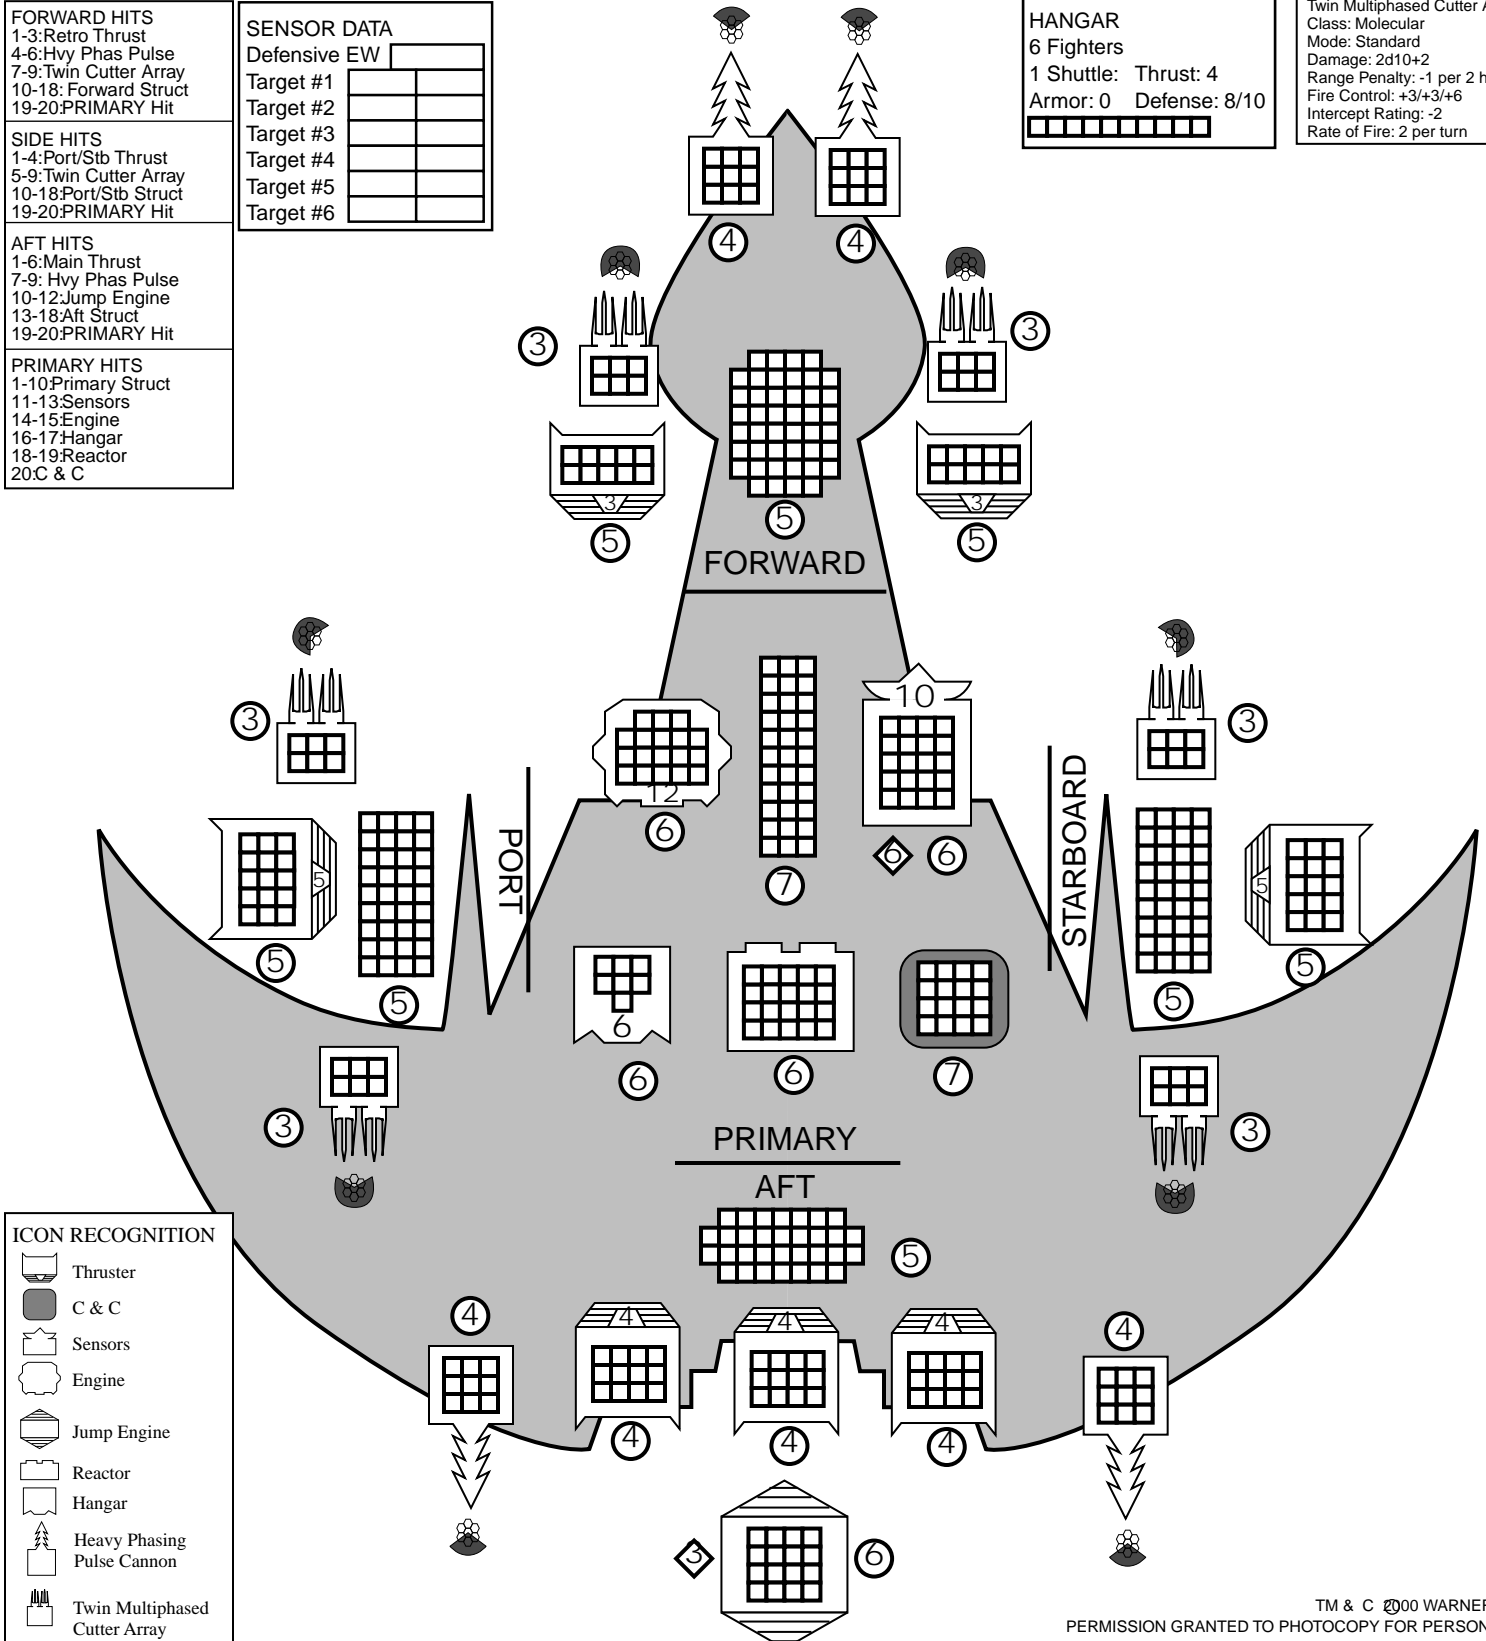 FORWARD HITS
1-3:Retro Thrust
4-6:Hvy Phas Pulse
7-9:Twin Cutter Array
10-18: Forward Struct
19-20:PRIMARY Hit
SIDE HITS
1-4:Port/Stb Thrust
5-9:Twin Cutter Array
10-18:Port/Stb Struct
19-20:PRIMARY Hit
AFT HITS
1-6:Main Thrust
7-9: Hvy Phas Pulse
10-12:Jump Engine
13-18:Aft Struct
19-20:PRIMARY Hit
PRIMARY HITS
1-10:Primary Struct
11-13:Sensors
14-15:Engine
16-17:Hangar
18-19:Reactor
20:C & C
SENSOR DATA
Defensive EW
Target #1
Target #2
Target #3
Target #4
Target #5
Target #6
HANGAR
6 Fighters
1 Shuttle: Thrust: 4
Armor: 0 Defense: 8/10
Twin Multiphased Cutter A
Class: Molecular
Mode: Standard
Damage: 2d10+2
Range Penalty: -1 per 2 h
Fire Control: +3/+3/+6
Intercept Rating: -2
Rate of Fire: 2 per turn
4 4
3 3
3 3
5 5 5
FORWARD
3 10 3
12
6 6 6
PORT
STARBOARD
5 7 5
5 5 5 5
6
6 6 7
3 3
PRIMARY
AFT
5
4 4 4 4 4
4 4 4
3 6
ICON RECOGNITION
Thruster
C & C
Sensors
Engine
Jump Engine
Reactor
Hangar
Heavy Phasing
Pulse Cannon
Twin Multiphased
Cutter Array
TM & C 2000 WARNER
PERMISSION GRANTED TO PHOTOCOPY FOR PERSON